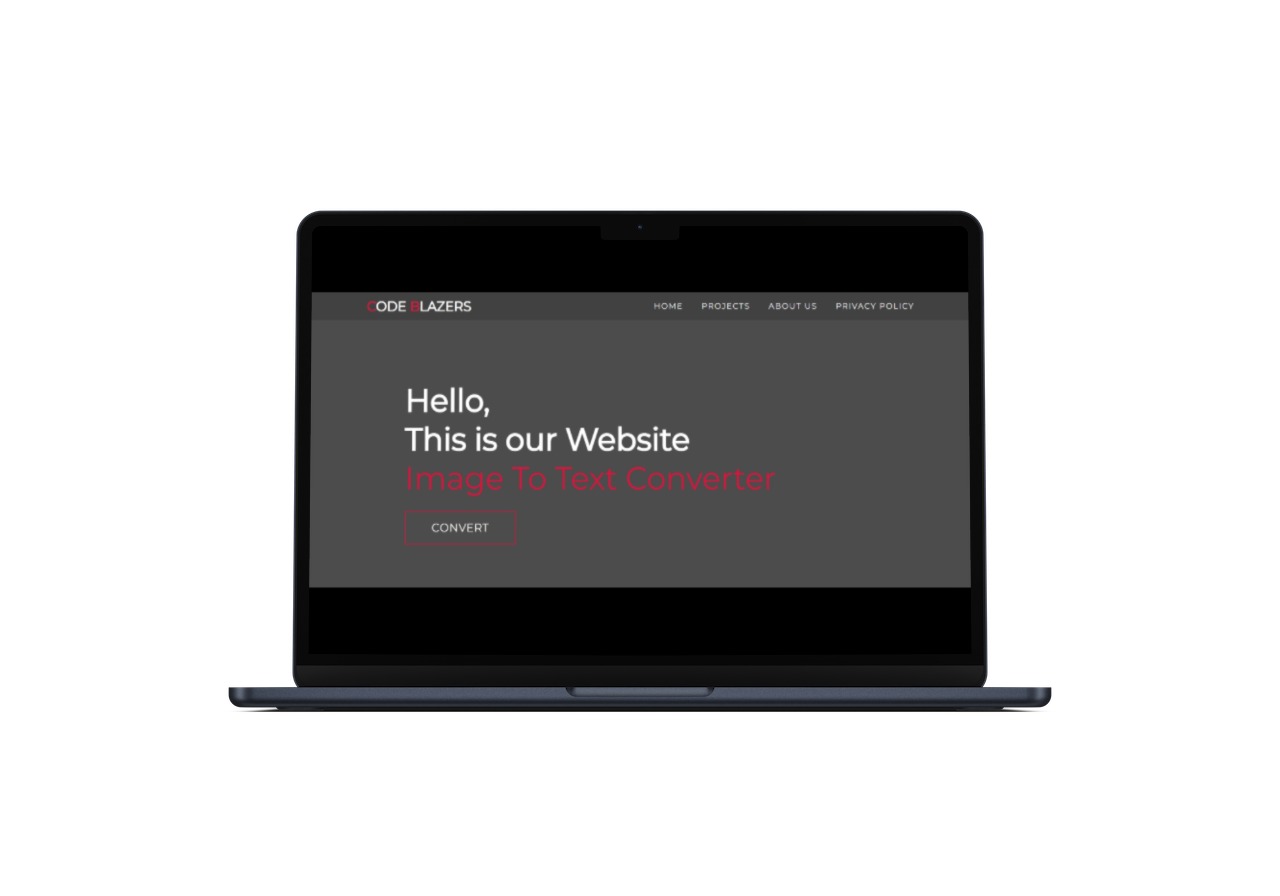 CODE BLAZERS HOME PROJECTS ABOUT US PRIVACY POLICY
Hello,
This is our Website
Image To Text Converter
CONVERT